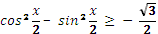 cos² x/2 - sin² x/2 ≥ - √3/2